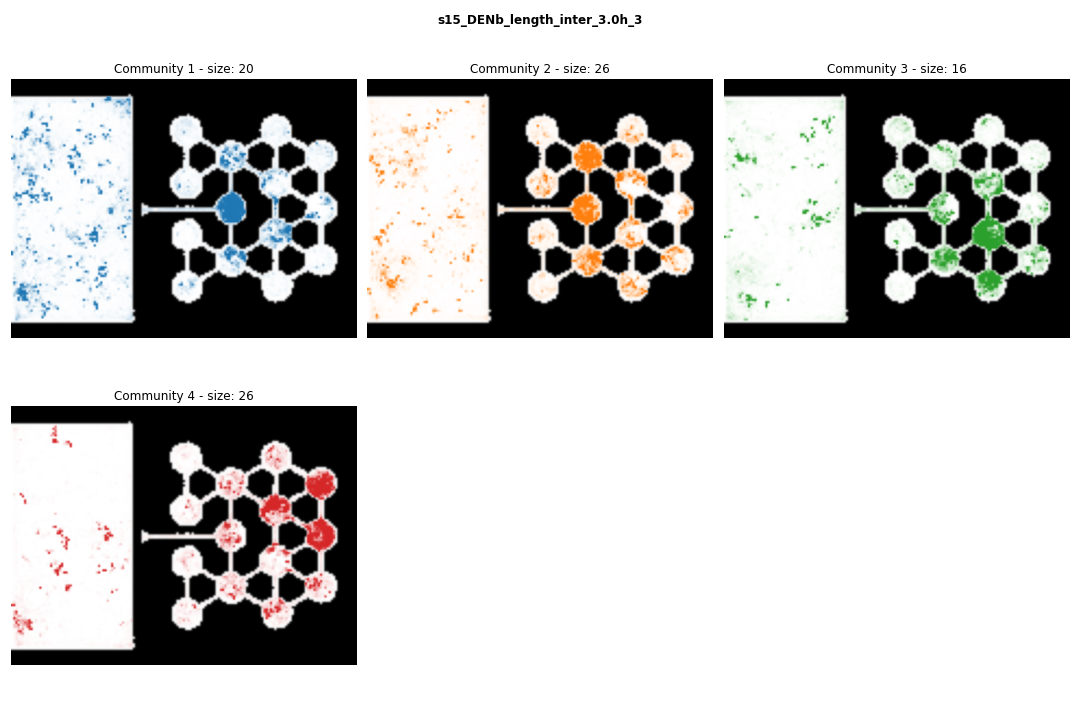 s15_DENb_length_inter_3.0h_3
Community 1 - size: 20
Community 2 - size: 26
Community 3 - size: 16
Community 4 - size: 26